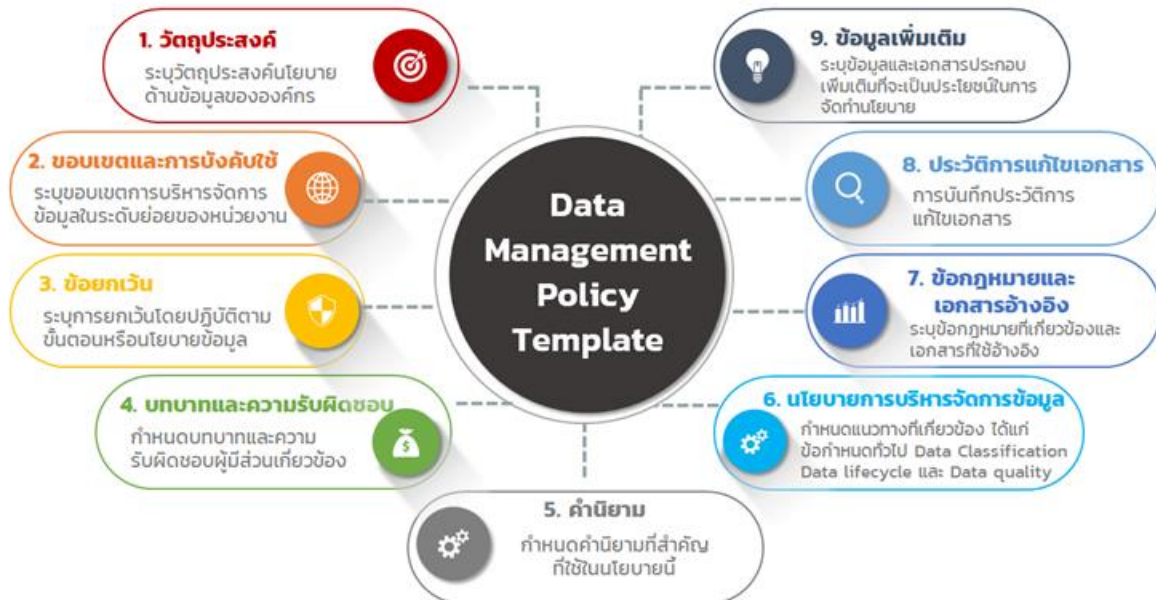 1. วัตถุประสงค์
ระบุวัตถุประสงค์นโยบาย
ด้านข้อมูลขององค์กร
2. ขอบเขตและการบังคับใช้
ระบุขอบเขตการบริหารจัดการ
ข้อมูลในระดับย่อยของหน่วยงาน
3. ข้อยกเว้น
ระบุการยกเว้นโดยปฏิบัติตาม
ขั้นตอนหรือนโยบายข้อมูล
4. บทบาทและความรับผิดชอบ
กำหนดบทบาทและความ
รับผิดชอบผู้มีส่วนเกี่ยวข้อง
5. คำนิยาม
กำหนดคำนิยามที่สำคัญ
ที่ใช้ในนโยบายนี้
Data
Management
Policy
Template
6. นโยบายการบริหารจัดการข้อมูล
กำหนดแนวทางที่เกี่ยวข้อง ได้แก่
ข้อกำหนดทั่วไป Data Classification
Data lifecycle และ Data quality
7. ข้อกฎหมายและ
เอกสารอ้างอิง
ระบุข้อกฎหมายที่เกี่ยวข้องและ
เอกสารที่ใช้อ้างอิง
8. ประวัติการแก้ไขเอกสาร
การบันทึกประวัติการ
แก้ไขเอกสาร
9. ข้อมูลเพิ่มเติม
ระบุข้อมูลและเอกสารประกอบ
เพิ่มเติมที่จะเป็นประโยชน์ในการ
จัดทำนโยบาย